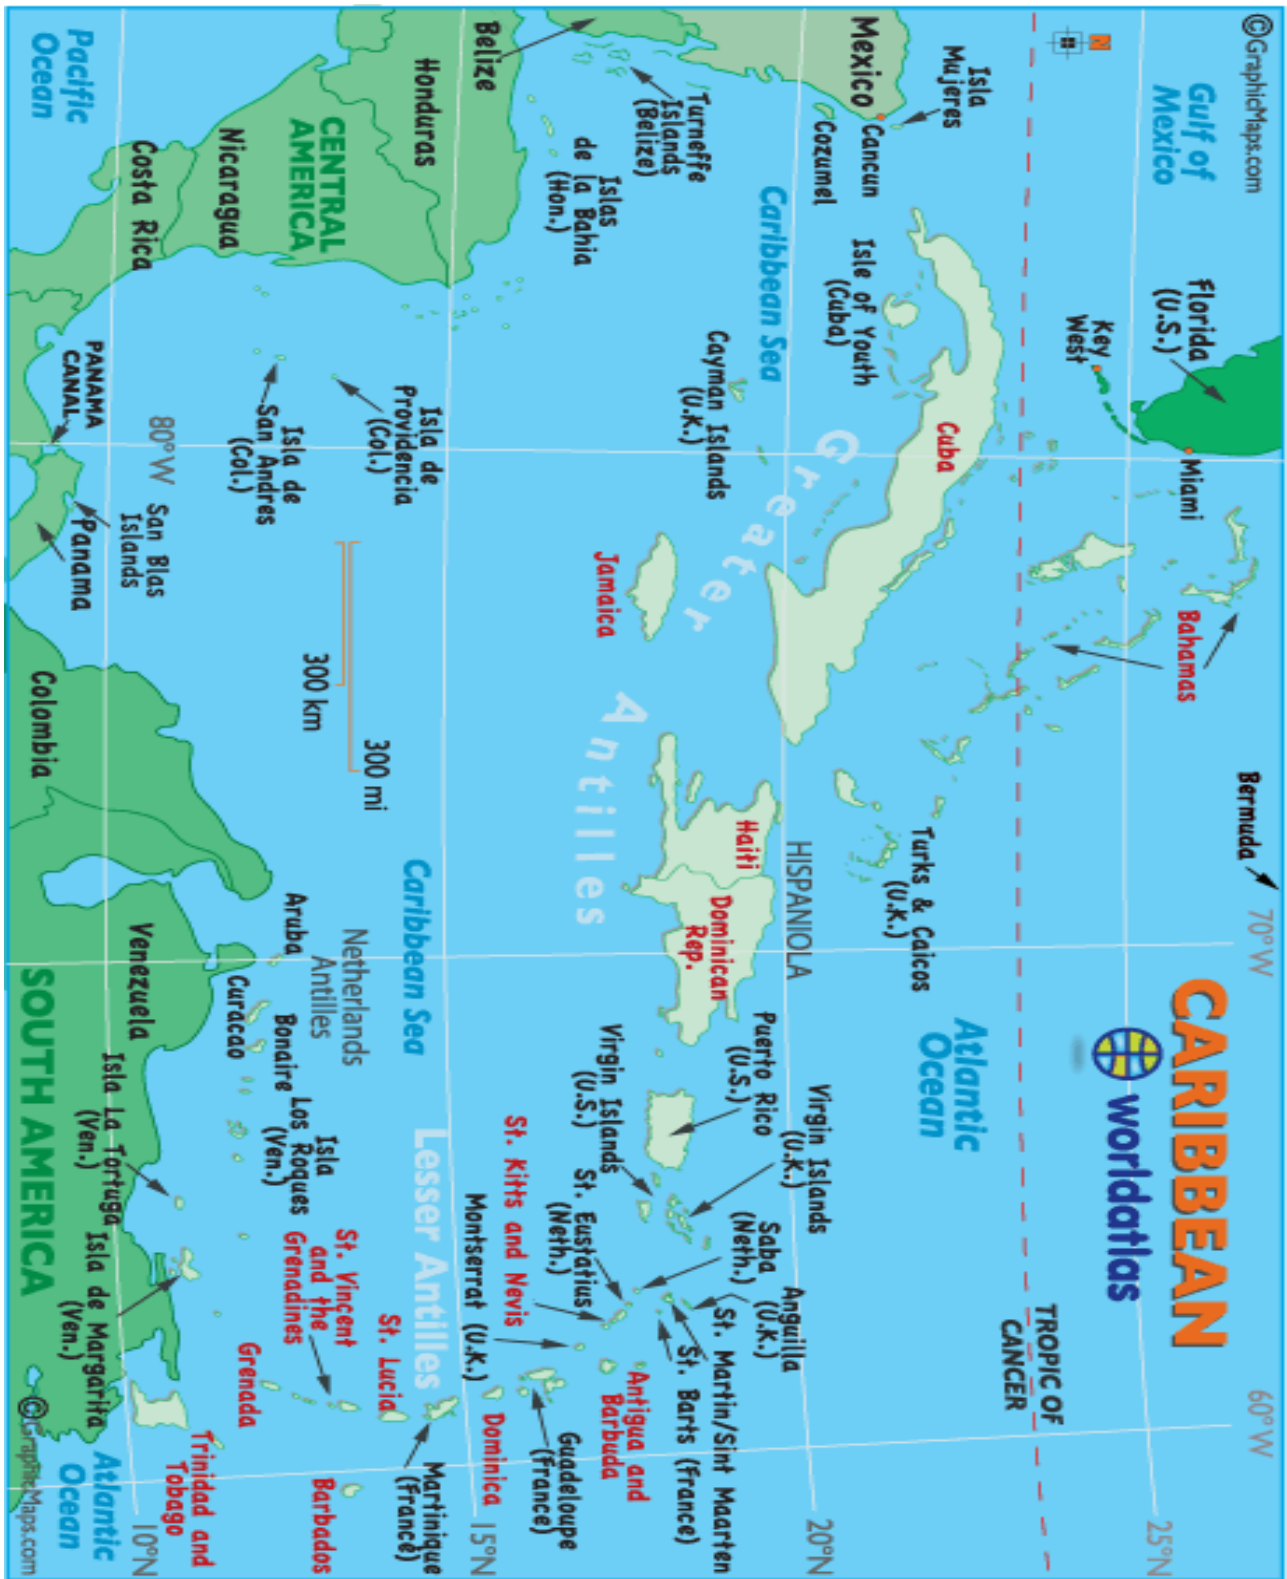 ©GraphicMaps.com
Gulf of
Mexico
N
Isla
Mujeres
Mexico
Cancun
Cozumel
Belize
Turneffe
Islands
(Belize)
Islas
de la Bahia
(Hon.)
Honduras
CENTRAL
AMERICA
Nicaragua
Costa Rica
Pacific
Ocean
Florida
(U.S.)
Key
West
Miami
Bahamas
Bermuda
70°W
CARIBBEAN
worldatlas
Caribbean Sea
Isle of Youth
(Cuba)
Cuba
Cayman Islands
(U.K.)
Greater
Antilles
Jamaica
Haiti
Dominican
Rep.
HISPANIOLA
Turks & Caicos
(U.K.)
Atlantic
Ocean
TROPIC OF
CANCER
60°W
25°N
20°N
15°N
10°N
Isla de
Providencia
(Col.)
Isla de
San Andres
(Col.)
80°W
PANAMA
CANAL
San Blas
Islands
Panama
300 km
300 mi
Colombia
Caribbean Sea
Netherlands
Antilles
Aruba
Curacao
Bonaire
Venezuela
SOUTH AMERICA
Isla
Los Roques
(Ven.)
Isla La Tortuga
(Ven.)
Isla de Margarita
(Ven.)
Puerto Rico
(U.S.)
Virgin Islands
(U.S.)
Virgin Islands
(U.K.)
Anguilla
(U.K.)
Saba
(Neth.)
St. Eustatius
(Neth.)
St. Martin/Sint Maarten
St. Barts (France)
St. Kitts and Nevis
Montserrat (U.K.)
Antigua and
Barbuda
Guadeloupe
(France)
Dominica
Lesser Antilles
Martinique
(France)
St. Lucia
St. Vincent
and the
Grenadines
Barbados
Grenada
Trinidad and
Tobago
Atlantic
Ocean
©GraphicMaps.com